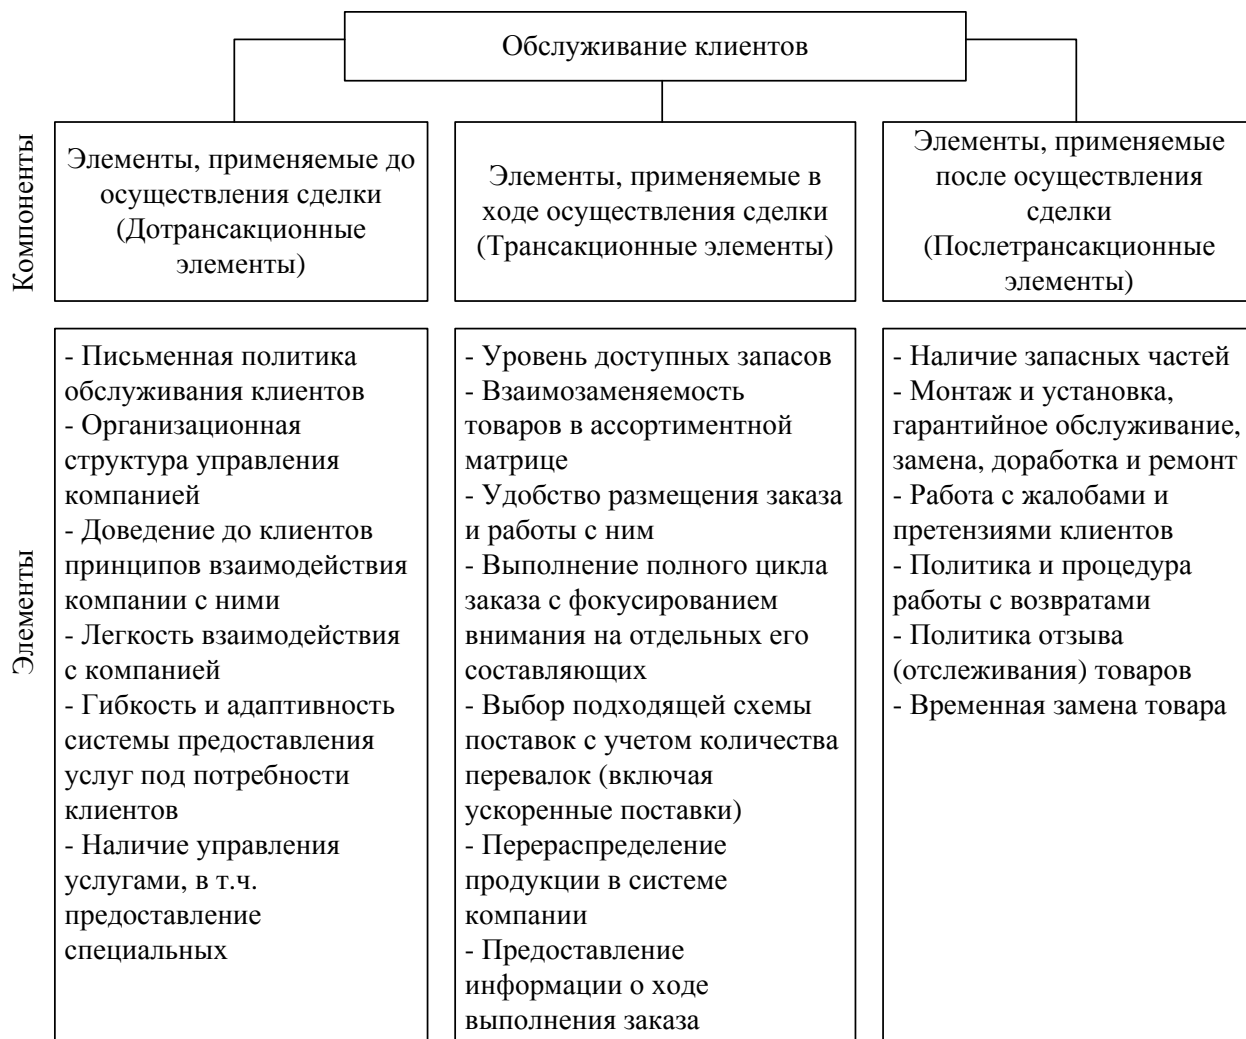 Обслуживание клиентов
Компоненты
Элементы, применяемые до
осуществления сделки
(Дотрансакционные
элементы)
Элементы, применяемые в
ходе осуществления сделки
(Трансакционные элементы)
Элементы, применяемые
после осуществления
сделки
(Послетрансакционные
элементы)
Элементы
- Письменная политика
обслуживания клиентов
- Организационная
структура управления
компанией
- Доведение до клиентов
принципов взаимодействия
компании с ними
- Легкость взаимодействия
с компанией
- Гибкость и адаптивность
системы предоставления
услуг под потребности
клиентов
- Наличие управления
услугами, в т.ч.
предоставление
специальных
- Уровень доступных запасов
- Взаимозаменяемость
товаров в ассортиментной
матрице
- Удобство размещения заказа
и работы с ним
- Выполнение полного цикла
заказа с фокусированием
внимания на отдельных его
составляющих
- Выбор подходящей схемы
поставок с учетом количества
перевалок (включая
ускоренные поставки)
- Перераспределение
продукции в системе
компании
- Предоставление
информации о ходе
выполнения заказа
- Наличие запасных частей
- Монтаж и установка,
гарантийное обслуживание,
замена, доработка и ремонт
- Работа с жалобами и
претензиями клиентов
- Политика и процедура
работы с возвратами
- Политика отзыва
(отслеживания) товаров
- Временная замена товара